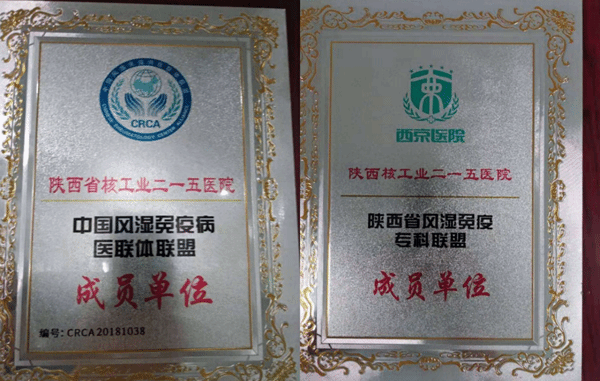 CRCA
陕西省核工业二一五医院
中国风湿免疫病
医联体联盟
成员单位
编号:CRCA20181038
西京医院
陕西核工业二一五医院
陕西省风湿免疫
专科联盟
成员单位